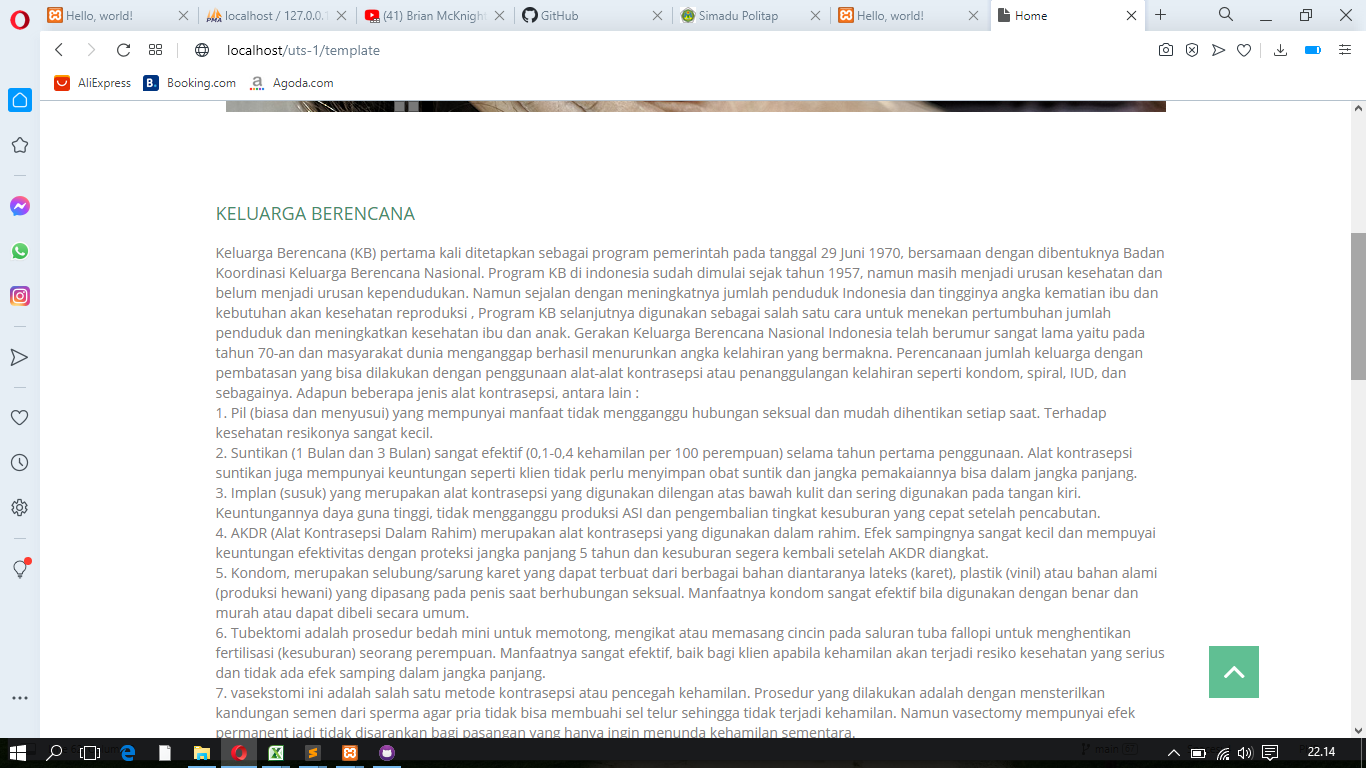 Hello, world!
localhost / 127.0.0.1
(41) Brian McKnigh
GitHub
Simadu Politap
Hello, world!
Home
localhost/uts-1/template
AliExpress
Booking.com
Agoda.com
KELUARGA BERENCANA
Keluarga Berencana (KB) pertama kali ditetapkan sebagai program pemerintah pada tanggal 29 Juni 1970, bersamaan dengan dibentuknya Badan
Koordinasi Keluarga Berencana Nasional. Program KB di indonesia sudah dimulai sejak tahun 1957, namun masih menjadi urusan kesehatan dan
belum menjadi urusan kependudukan. Namun sejalan dengan meningkatnya jumlah penduduk Indonesia dan tingginya angka kematian ibu dan
kebutuhan akan kesehatan reproduksi , Program KB selanjutnya digunakan sebagai salah satu cara untuk menekan pertumbuhan jumlah
penduduk dan meningkatkan kesehatan ibu dan anak. Gerakan Keluarga Berencana Nasional Indonesia telah berumur sangat lama yaitu pada
tahun 70-an dan masyarakat dunia menganggap berhasil menurunkan angka kelahiran yang bermakna. Perencanaan jumlah keluarga dengan
pembatasan yang bisa dilakukan dengan penggunaan alat-alat kontrasepsi atau penanggulangan kelahiran seperti kondom, spiral, IUD, dan
sebagainya. Adapun beberapa jenis alat kontrasepsi, antara lain :
1. Pil (biasa dan menyusui) yang mempunyai manfaat tidak mengganggu hubungan seksual dan mudah dihentikan setiap saat. Terhadap
kesehatan resikonya sangat kecil.
2. Suntikan (1 Bulan dan 3 Bulan) sangat efektif (0,1-0,4 kehamilan per 100 perempuan) selama tahun pertama penggunaan. Alat kontrasepsi
suntikan juga mempunyai keuntungan seperti klien tidak perlu menyimpan obat suntik dan jangka pemakaiannya bisa dalam jangka panjang.
3. Implan (susuk) yang merupakan alat kontrasepsi yang digunakan dilengan atas bawah kulit dan sering digunakan pada tangan kiri.
Keuntungannya daya guna tinggi, tidak mengganggu produksi ASI dan pengembalian tingkat kesuburan yang cepat setelah pencabutan.
4. AKDR (Alat Kontrasepsi Dalam Rahim) merupakan alat kontrasepsi yang digunakan dalam rahim. Efek sampingnya sangat kecil dan mempuyai
keuntungan efektivitas dengan proteksi jangka panjang 5 tahun dan kesuburan segera kembali setelah AKDR diangkat.
5. Kondom, merupakan selubung/sarung karet yang dapat terbuat dari berbagai bahan diantaranya lateks (karet), plastik (vinil) atau bahan alami
(produksi hewani) yang dipasang pada penis saat berhubungan seksual. Manfaatnya kondom sangat efektif bila digunakan dengan benar dan
murah atau dapat dibeli secara umum.
6. Tubektomi adalah prosedur bedah mini untuk memotong, mengikat atau memasang cincin pada saluran tuba fallopi untuk menghentikan
fertilisasi (kesuburan) seorang perempuan. Manfaatnya sangat efektif, baik bagi klien apabila kehamilan akan terjadi resiko kesehatan yang serius
dan tidak ada efek samping dalam jangka panjang.
7. vasekstomi ini adalah salah satu metode kontrasepsi atau pencegah kehamilan. Prosedur yang dilakukan adalah dengan mensterilkan
kandungan semen dari sperma agar pria tidak bisa membuahi sel telur sehingga tidak terjadi kehamilan. Namun vasectomy mempunyai efek
permanent jadi tidak disarankan bagi pasangan yang hanya ingin menunda kehamilan sementara.
main
22.14